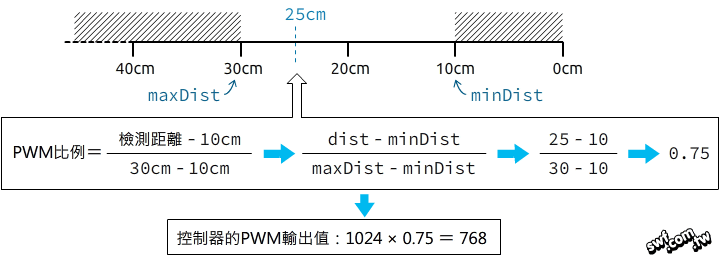 25cm
40cm 30cm 20cm 10cm 0cm
maxDist minDist
PWM比例＝ 檢測距離 - 10cm / 30cm - 10cm dist - minDist / maxDist - minDist 25 - 10 / 30 - 10 0.75
控制器的PWM輸出值：1024 × 0.75 ＝ 768
swf.com.tw